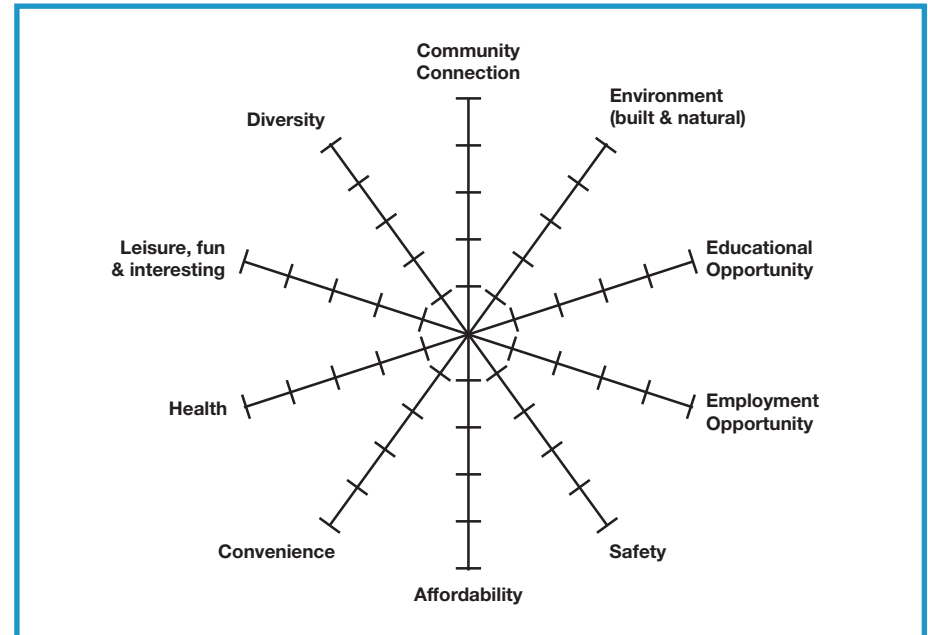 Community
Connection
Environment
(built & natural)
Diversity
Leisure, fun
& interesting
Educational
Opportunity
Health
Employment
Opportunity
Convenience
Safety
Affordability